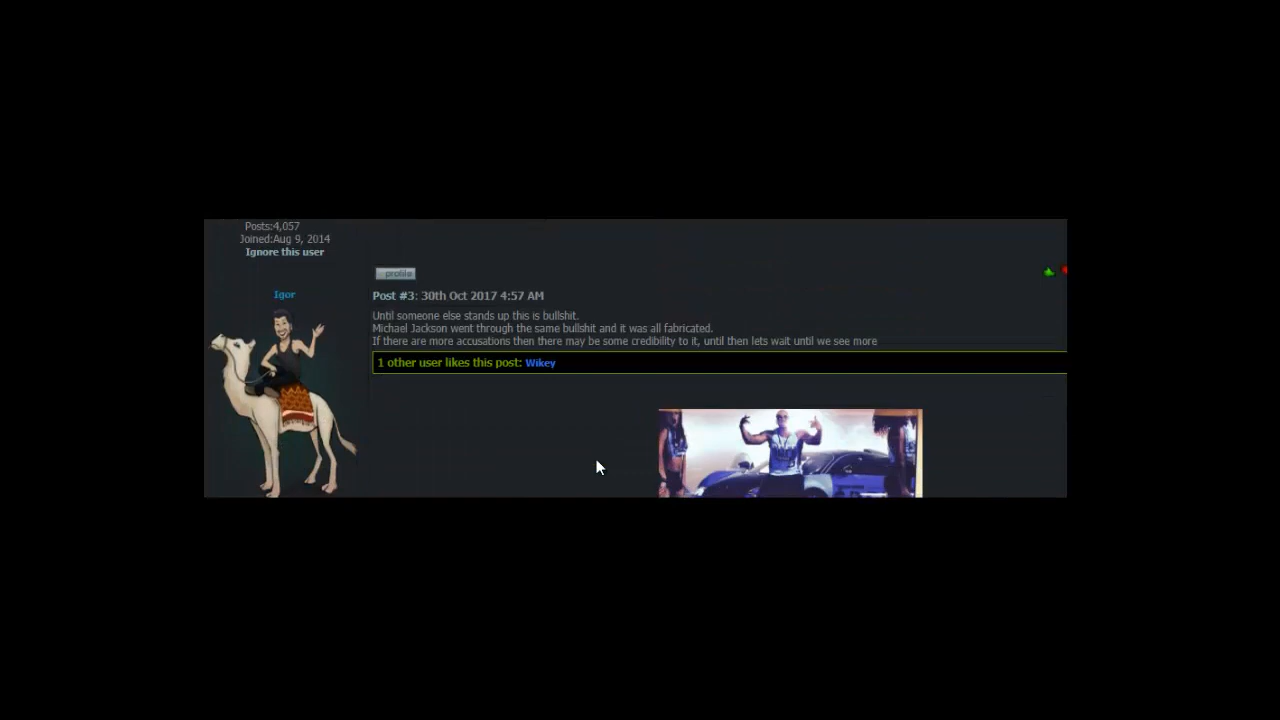 Posts:4,057
Joined:Aug 9, 2014
Ignore this user
profile
Igor
Post #3: 30th Oct 2017 4:57 AM
Until someone else stands up this is bullshit.
Michael Jackson went through the same bullshit and it was all fabricated.
If there are more accusations then there may be some credibility to it, until then lets wait until we see more
1 other user likes this post: Wikey